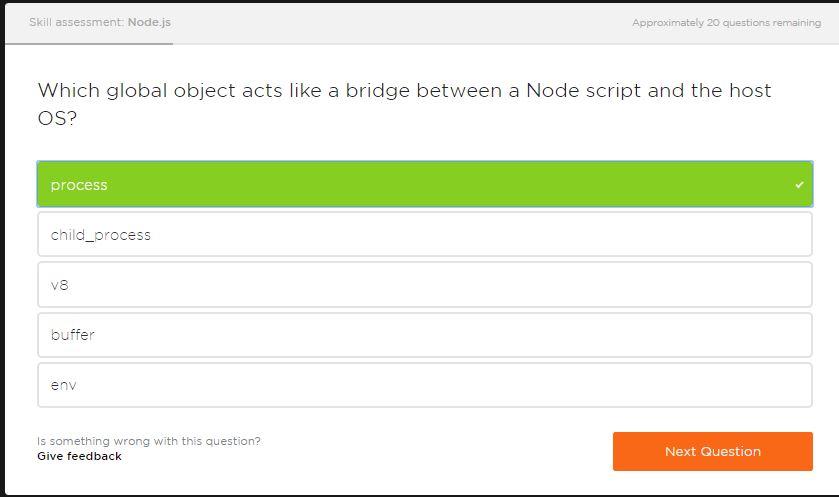 Skill assessment: Node.js
Approximately 20 questions remaining
Which global object acts like a bridge between a Node script and the host
OS?
process
child_process
v8
buffer
env
Is something wrong with this question?
Give feedback
Next Question